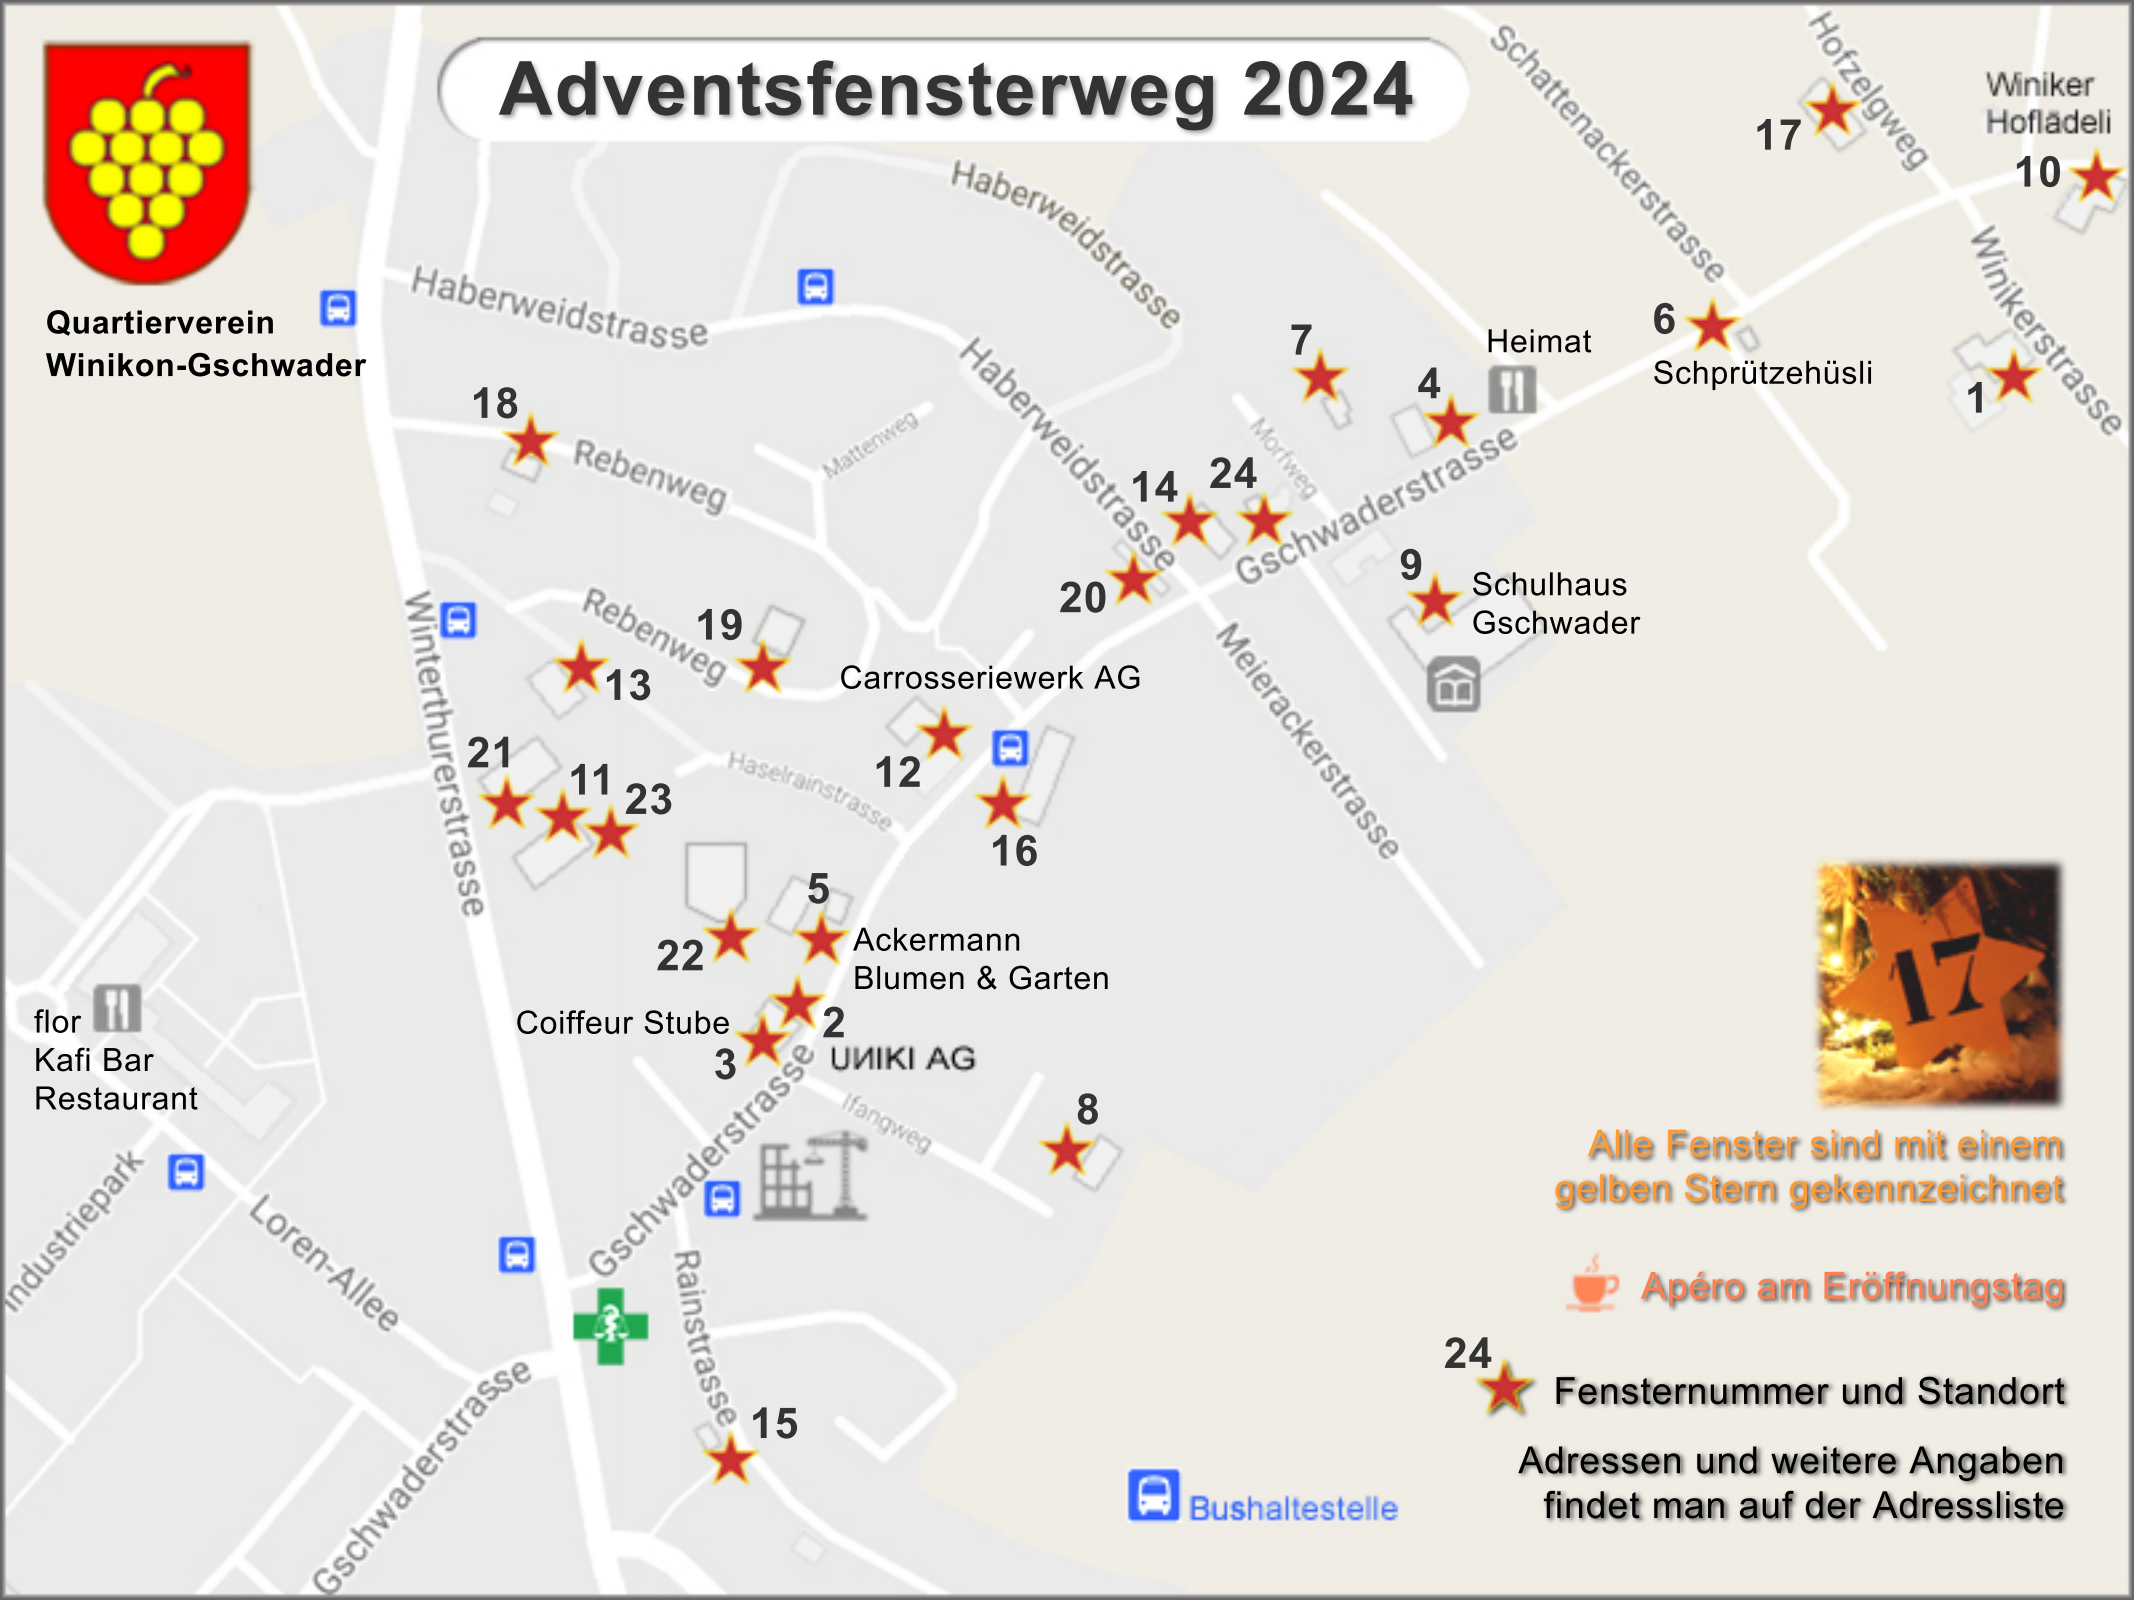 Adventsfensterweg 2024
Quartierverein
Winikon-Gschwader
Schattenackerstrasse
Hofzelgweg
Winiker
Hoflädeli
17
10
Haberweidstrasse
Haberweidstrasse
Haberweidstrasse
Winikerstrasse
6
Schprützehüsli
1
7
4
Heimat
18
Rebenweg
Mattenweg
Morfweg
14
24
Gschwaderstrasse
20
9
Schulhaus
Gschwader
Winterthurerstrasse
Rebenweg
19
13
Carrosseriewerk AG
Meierackerstrasse
12
16
21
11
23
Haselrainstrasse
22
5
Ackermann
Blumen & Garten
Coiffeur Stube
2
3
UNIKI AG
flor
Kafi Bar
Restaurant
Ifangweg
8
17
Industriepark
Loren-Allee
Gschwaderstrasse
Rainstrasse
Gschwaderstrasse
15
Alle Fenster sind mit einem
gelben Stern gekennzeichnet
Apéro am Eröffnungstag
24
Fensternummer und Standort
Adressen und weitere Angaben
findet man auf der Adressliste
Bushaltestelle